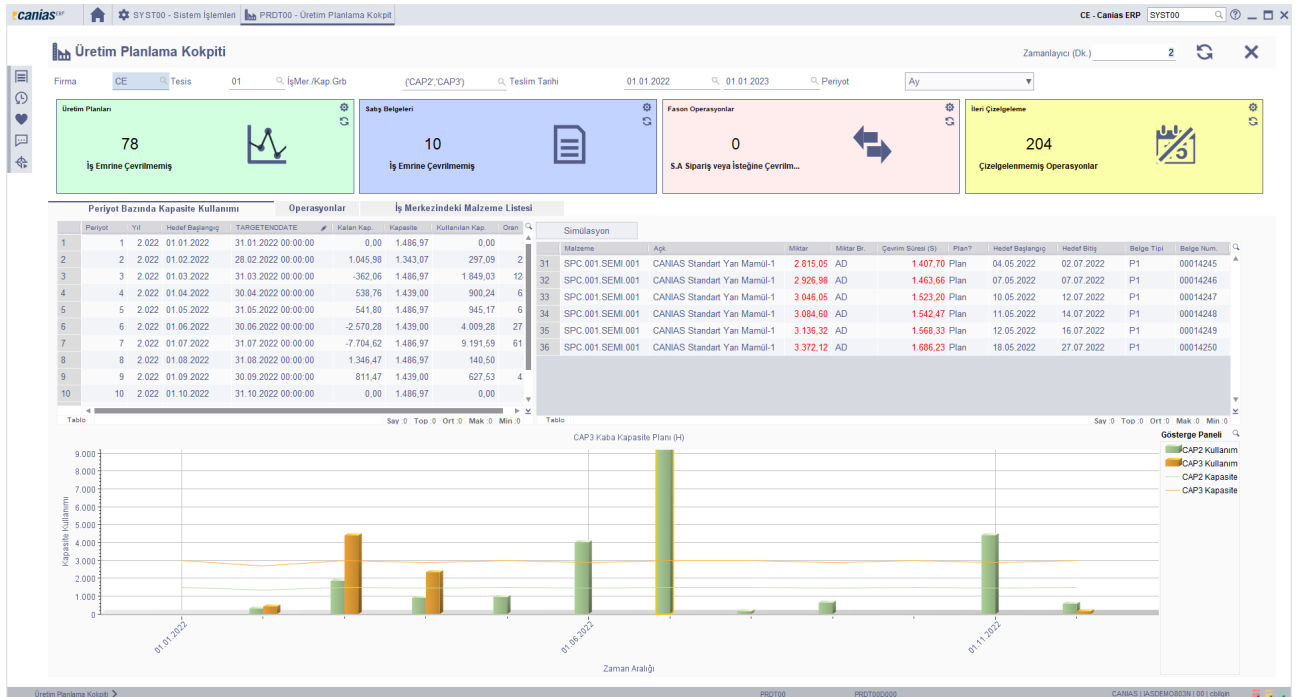 canias ERP SYST00 - Sistem İşlemleri PRDT00 - Üretim Planlama Kokpit CE - Canias ERP SYST00
Üretim Planlama Kokpiti Zamanlayıcı (Dk.) 2
Firma CE Tesis 01 İşMer./Kap.Grb ('CAP2','CAP3') Teslim Tarihi 01.01.2022 01.01.2023 Periyot Ay
Üretim Planları
78
İş Emrine Çevrilmemiş
Satış Belgeleri
10
İş Emrine Çevrilmemiş
Fason Operasyonlar
0
S.A Sipariş veya İsteğine Çevrilm...
İleri Çizelgeleme
204
Çizelgelenmemiş Operasyonlar
Periyot Bazında Kapasite Kullanımı Operasyonlar İş Merkezindeki Malzeme Listesi
Periyot Yıl Hedef Başlangıç TARGETENDDATE Kalan Kap. Kapasite Kullanılan Kap. Oran
1 1 2.022 01.01.2022 31.01.2022 00:00:00 0,00 1.486,97 0,00
2 2 2.022 01.02.2022 28.02.2022 00:00:00 1.045,98 1.343,07 297,09 2
3 3 2.022 01.03.2022 31.03.2022 00:00:00 -362,06 1.486,97 1.849,03 12
4 4 2.022 01.04.2022 30.04.2022 00:00:00 538,76 1.439,00 900,24 6
5 5 2.022 01.05.2022 31.05.2022 00:00:00 541,80 1.486,97 945,17 6
6 6 2.022 01.06.2022 30.06.2022 00:00:00 -2.570,28 1.439,00 4.009,28 27
7 7 2.022 01.07.2022 31.07.2022 00:00:00 -7.704,62 1.486,97 9.191,59 61
8 8 2.022 01.08.2022 31.08.2022 00:00:00 1.346,47 1.486,97 140,50
9 9 2.022 01.09.2022 30.09.2022 00:00:00 811,47 1.439,00 627,53 4
10 10 2.022 01.10.2022 31.10.2022 00:00:00 0,00 1.486,97 0,00
Tablo Say :0 Top :0 Ort :0 Mak :0 Min :0
Simülasyon
Malzeme Açk. Miktar Miktar Br. Çevrim Süresi (S) Plan? Hedef Başlangıç Hedef Bitiş Belge Tipi Belge Num.
31 SPC.001.SEMI.001 CANIAS Standart Yarı Mamül-1 2.815,05 AD 1.407,70 Plan 04.05.2022 02.07.2022 P1 00014245
32 SPC.001.SEMI.001 CANIAS Standart Yarı Mamül-1 2.926,98 AD 1.463,66 Plan 07.05.2022 07.07.2022 P1 00014246
33 SPC.001.SEMI.001 CANIAS Standart Yarı Mamül-1 3.046,05 AD 1.523,20 Plan 10.05.2022 12.07.2022 P1 00014247
34 SPC.001.SEMI.001 CANIAS Standart Yarı Mamül-1 3.084,60 AD 1.542,47 Plan 11.05.2022 14.07.2022 P1 00014248
35 SPC.001.SEMI.001 CANIAS Standart Yarı Mamül-1 3.136,32 AD 1.568,33 Plan 12.05.2022 16.07.2022 P1 00014249
36 SPC.001.SEMI.001 CANIAS Standart Yarı Mamül-1 3.372,12 AD 1.686,23 Plan 18.05.2022 27.07.2022 P1 00014250
Tablo Say :0 Top :0 Ort :0 Mak :0 Min :0
CAP3 Kaba Kapasite Planı (H)
Kapasite Kullanımı
9.000
8.000
7.000
6.000
5.000
4.000
3.000
2.000
1.000
0
01.01.2022 01.06.2022 01.11.2022
Zaman Aralığı
Gösterge Paneli
CAP2 Kullanım
CAP3 Kullanım
CAP2 Kapasite
CAP3 Kapasite
Üretim Planlama Kokpiti PRDT00 PRDT00D000 CANIAS | IASDEMO803N | 00 | cbilgin